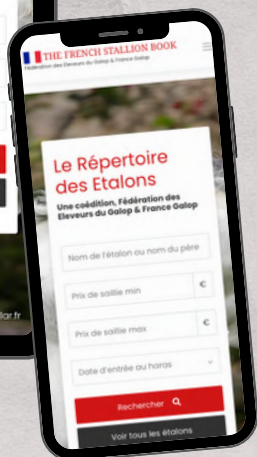 THE FRENCH STALLION BOOK
Fédération des Eleveurs du Galop & France Galop
Le Répertoire
des Etalons
Une coédition, Fédération des
Eleveurs du Galop & France Galop
Nom de l'étalon ou nom du père
Prix de saillie min €
Prix de saillie max €
Date d'entrée au haras
Rechercher
Voir tous les étalons
lar.fr